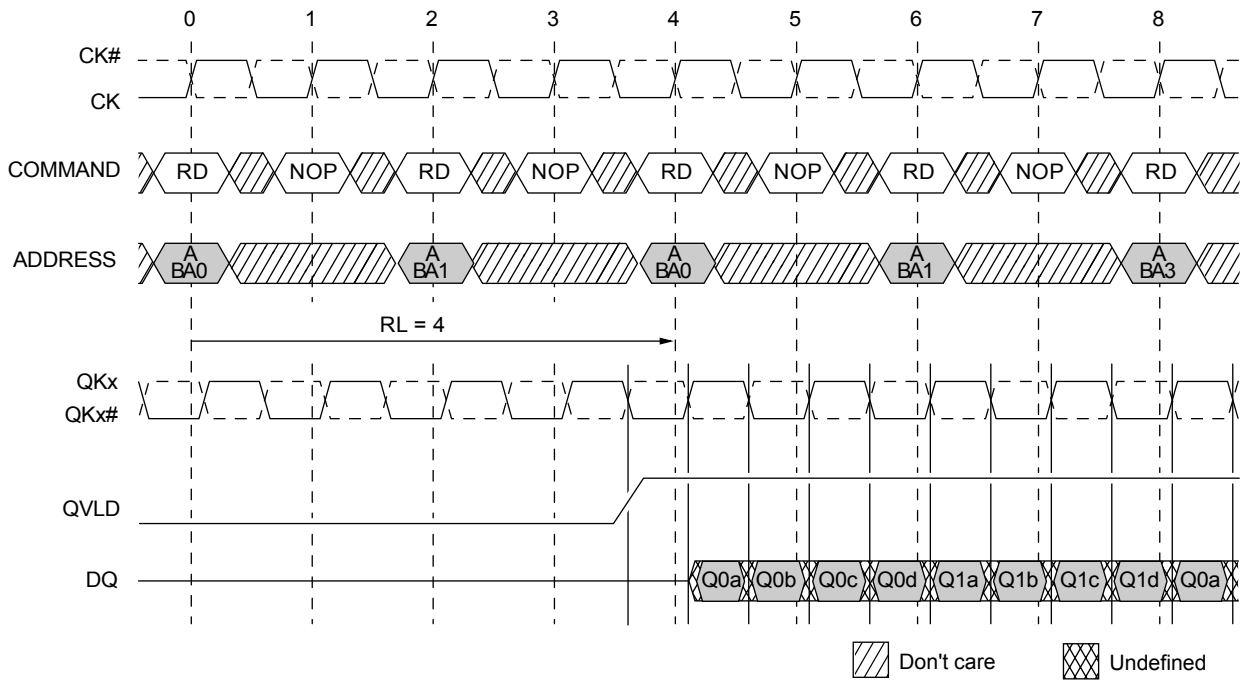 0 1 2 3 4 5 6 7 8
CK#
CK
COMMAND RD NOP RD NOP RD NOP RD NOP RD
ADDRESS A BA0 A BA1 A BA0 A BA1 A BA3
RL = 4
QKx
QKx#
QVLD
DQ Q0a Q0b Q0c Q0d Q1a Q1b Q1c Q1d Q0a
Don't care Undefined